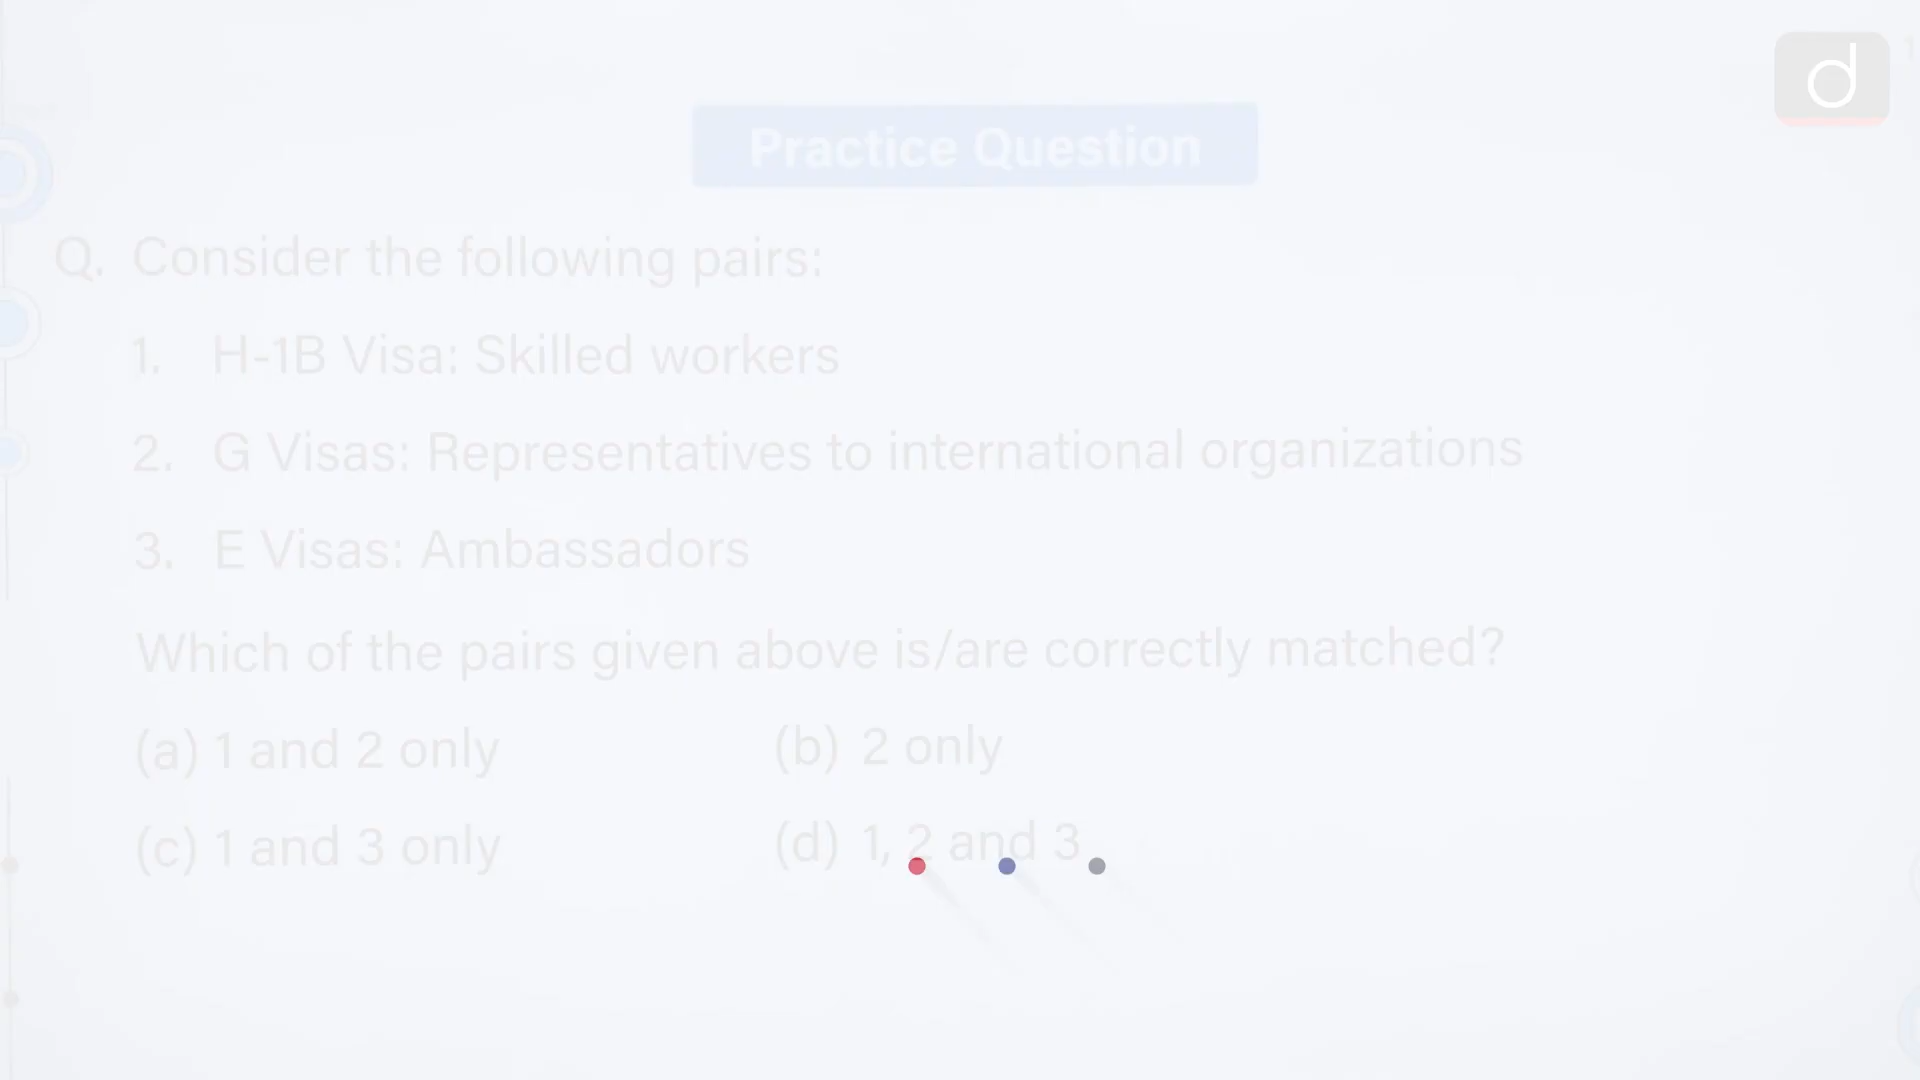 d
Practice Question
Q. Consider the following pairs:
1. H-1B Visa: Skilled workers
2. G Visas: Representatives to international organizations
3. E Visas: Ambassadors
Which of the pairs given above is/are correctly matched?
(a) 1 and 2 only (b) 2 only
(c) 1 and 3 only (d) 1, 2 and 3